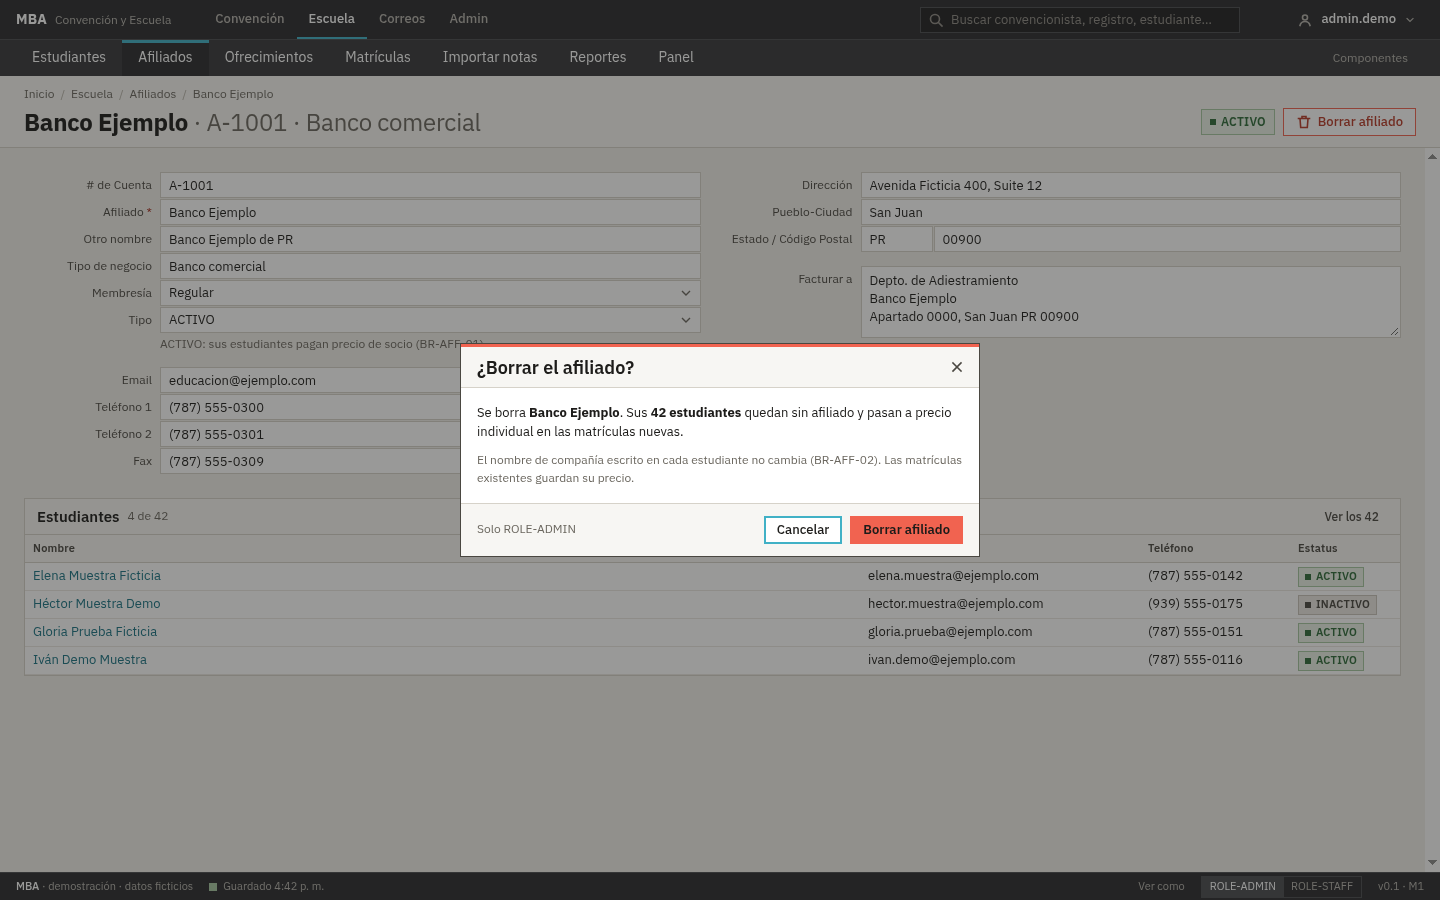 MBA Convención y Escuela Convención Escuela Correos Admin Buscar convencionista, registro, estudiante... admin.demo
Estudiantes Afiliados Ofrecimientos Matrículas Importar notas Reportes Panel Componentes
Inicio / Escuela / Afiliados / Banco Ejemplo
Banco Ejemplo · A-1001 · Banco comercial ACTIVO Borrar afiliado
# de Cuenta A-1001 Dirección Avenida Ficticia 400, Suite 12
Afiliado * Banco Ejemplo Pueblo-Ciudad San Juan
Otro nombre Banco Ejemplo de PR Estado / Código Postal PR 00900
Tipo de negocio Banco comercial
Membresía Regular Facturar a Depto. de Adiestramiento
Banco Ejemplo
Apartado 0000, San Juan PR 00900
Tipo ACTIVO
ACTIVO: sus estudiantes pagan precio de socio (BR-AFF-01)
Email educacion@ejemplo.com
Teléfono 1 (787) 555-0300
Teléfono 2 (787) 555-0301
Fax (787) 555-0309
¿Borrar el afiliado?
Se borra Banco Ejemplo. Sus 42 estudiantes quedan sin afiliado y pasan a precio
individual en las matrículas nuevas.
El nombre de compañía escrito en cada estudiante no cambia (BR-AFF-02). Las matrículas
existentes guardan su precio.
Solo ROLE-ADMIN Cancelar Borrar afiliado
Estudiantes 4 de 42 Ver los 42
Nombre Teléfono Estatus
Elena Muestra Ficticia elena.muestra@ejemplo.com (787) 555-0142 ACTIVO
Héctor Muestra Demo hector.muestra@ejemplo.com (939) 555-0175 INACTIVO
Gloria Prueba Ficticia gloria.prueba@ejemplo.com (787) 555-0151 ACTIVO
Iván Demo Muestra ivan.demo@ejemplo.com (787) 555-0116 ACTIVO
MBA · demostración · datos ficticios Guardado 4:42 p. m. Ver como ROLE-ADMIN ROLE-STAFF v0.1 · M1